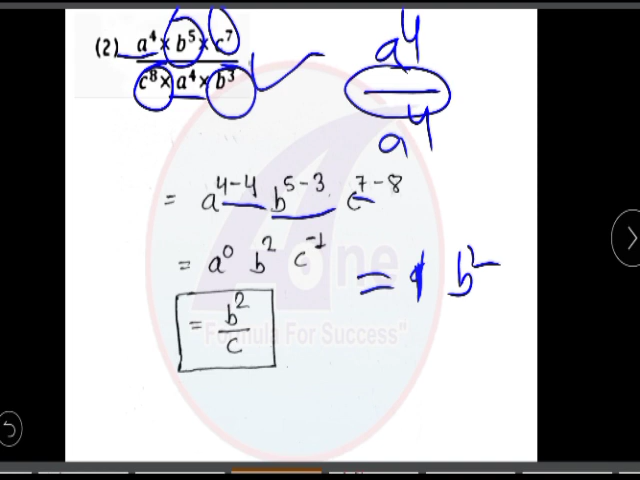 (2) a⁴ × b⁵ × c⁷
c⁸ × a⁴ × b³
a⁴
a⁴
= a⁴⁻⁴ b⁵⁻³ c⁷⁻⁸
= a⁰ b² c⁻¹
= 1 b²
= b²
c
A one
Formula For Success"